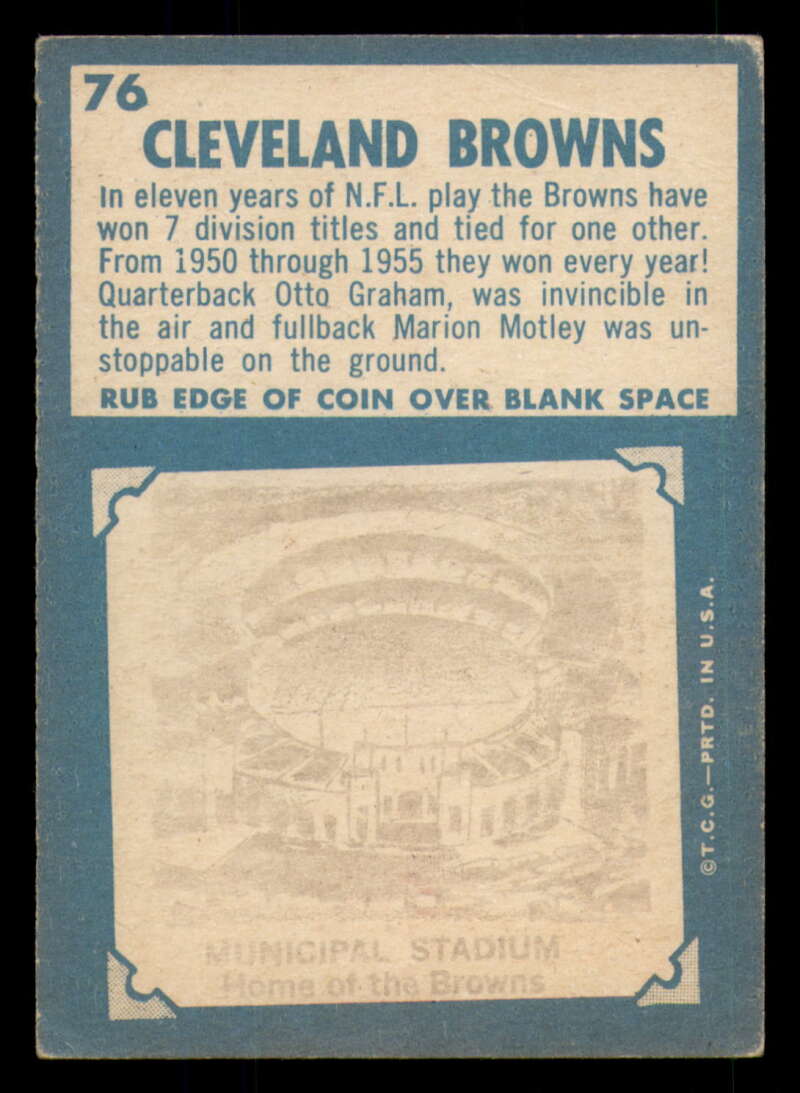 76
CLEVELAND BROWNS
In eleven years of N.F.L. play the Browns have
won 7 division titles and tied for one other.
From 1950 through 1955 they won every year!
Quarterback Otto Graham, was invincible in
the air and fullback Marion Motley was un-
stoppable on the ground.
RUB EDGE OF COIN OVER BLANK SPACE
MUNICIPAL STADIUM
Home of the Browns
©T.C.G.—PRTD. IN U.S.A.